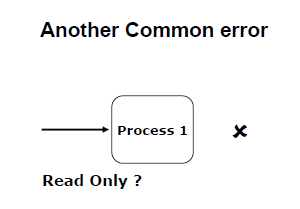 Another Common error
Process 1
Read Only ?